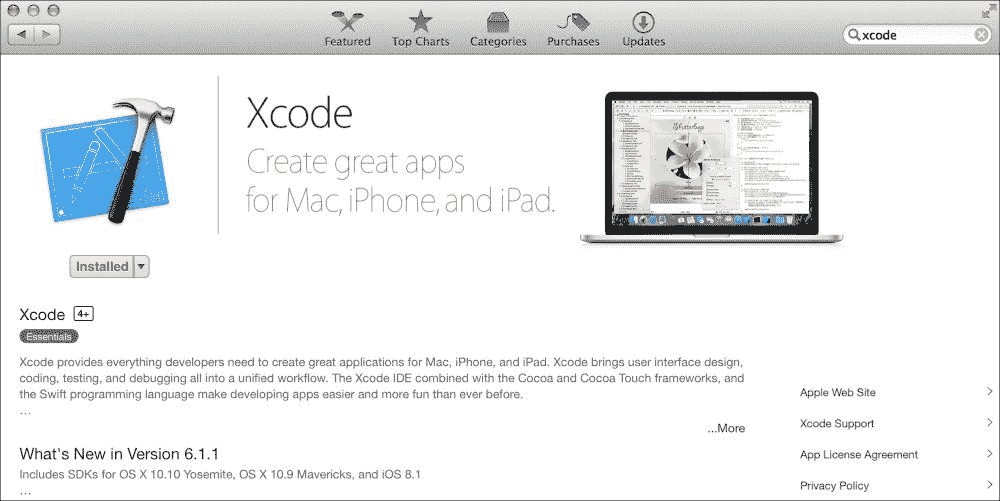 Featured
Top Charts
Categories
Purchases
Updates
xcode
Xcode
Create great apps
for Mac, iPhone, and iPad.
Installed
Xcode 4+
Essentials
Xcode provides everything developers need to create great applications for Mac, iPhone, and iPad. Xcode brings user interface design,
coding, testing, and debugging all into a unified workflow. The Xcode IDE combined with the Cocoa and Cocoa Touch frameworks, and
the Swift programming language make developing apps easier and more fun than ever before.
...
...More
What's New in Version 6.1.1
Includes SDKs for OS X 10.10 Yosemite, OS X 10.9 Mavericks, and iOS 8.1
...
Apple Web Site
Xcode Support
App License Agreement
Privacy Policy